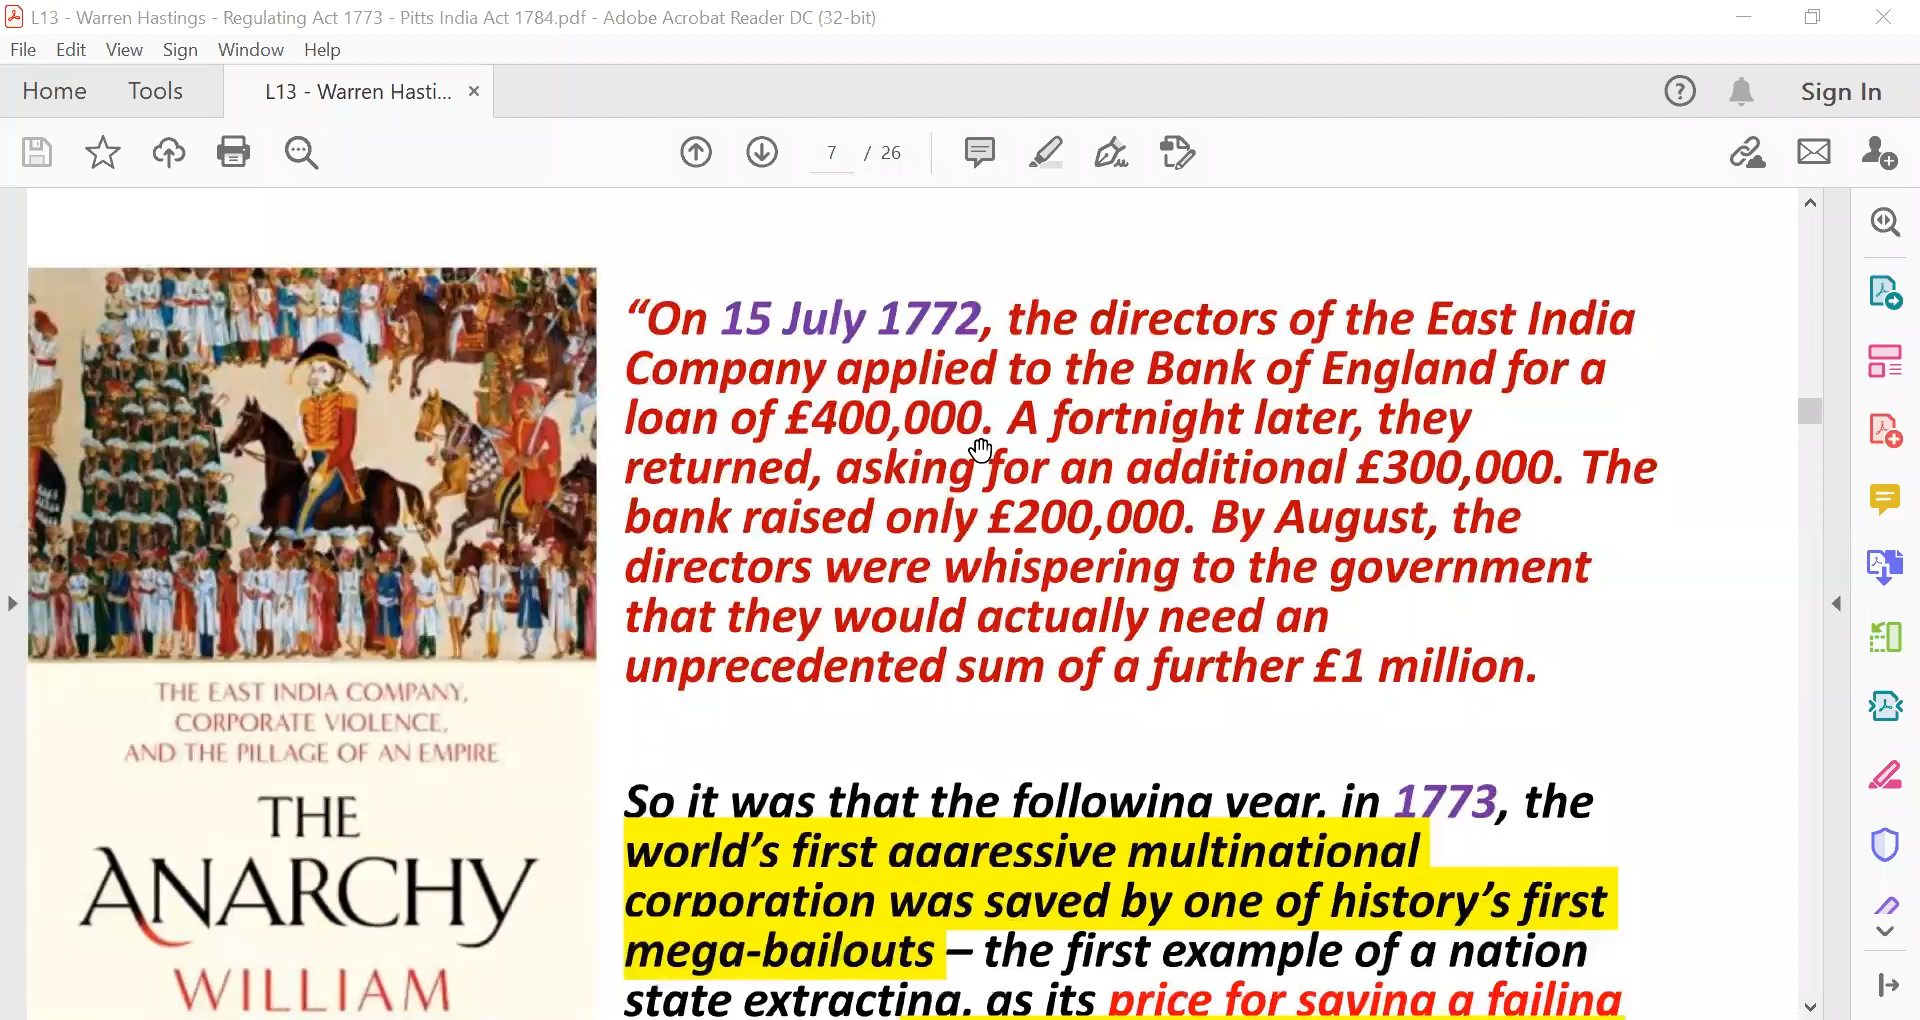 L13 - Warren Hastings - Regulating Act 1773 - Pitts India Act 1784.pdf - Adobe Acrobat Reader DC (32-bit)
File Edit View Sign Window Help
Home Tools L13 - Warren Hasti... × Sign In
7 / 26
“On 15 July 1772, the directors of the East India
Company applied to the Bank of England for a
loan of £400,000. A fortnight later, they
returned, asking for an additional £300,000. The
bank raised only £200,000. By August, the
directors were whispering to the government
that they would actually need an
unprecedented sum of a further £1 million.
So it was that the following year, in 1773, the
world’s first aggressive multinational
corporation was saved by one of history’s first
mega-bailouts – the first example of a nation
state extracting, as its price for saving a failing
THE EAST INDIA COMPANY,
CORPORATE VIOLENCE,
AND THE PILLAGE OF AN EMPIRE
THE
ANARCHY
WILLIAM